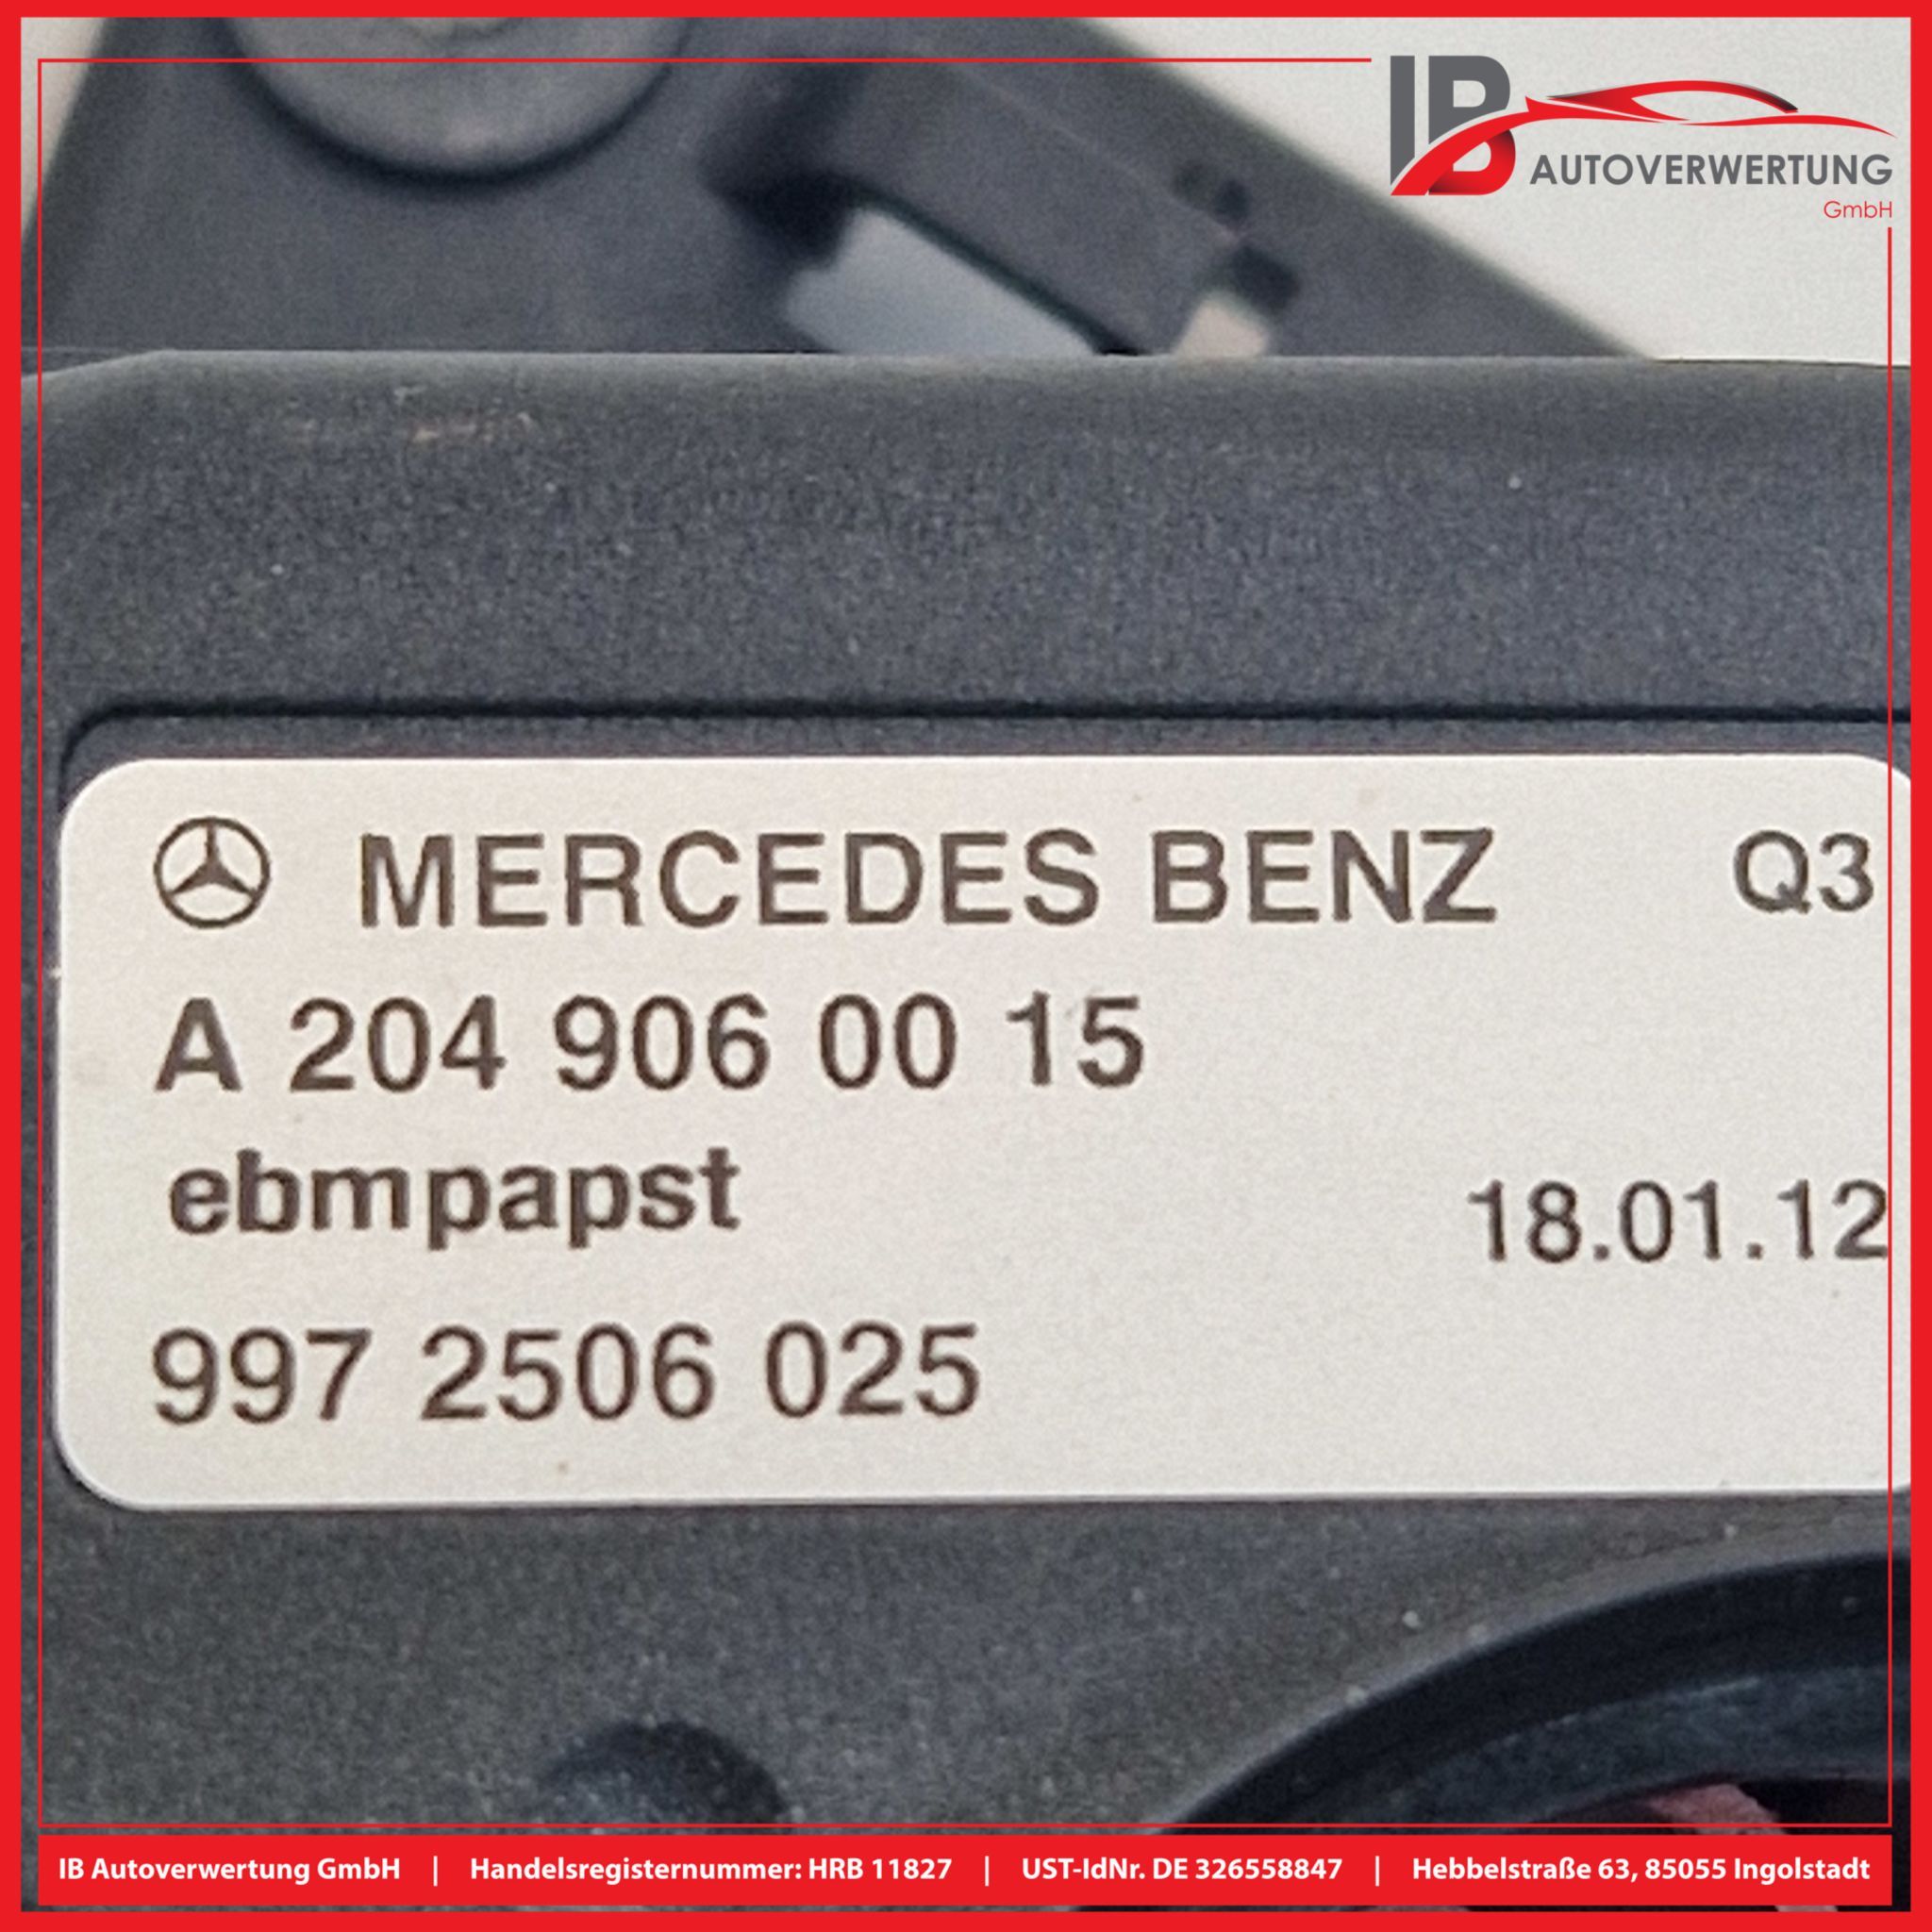 IB
AUTOVERWERTUNG
GmbH
MERCEDES BENZ Q3
A 204 906 00 15
ebmpapst
18.01.12
997 2506 025
IB Autoverwertung GmbH | Handelsregisternummer: HRB 11827 | UST-IdNr. DE 326558847 | Hebbelstraße 63, 85055 Ingolstadt